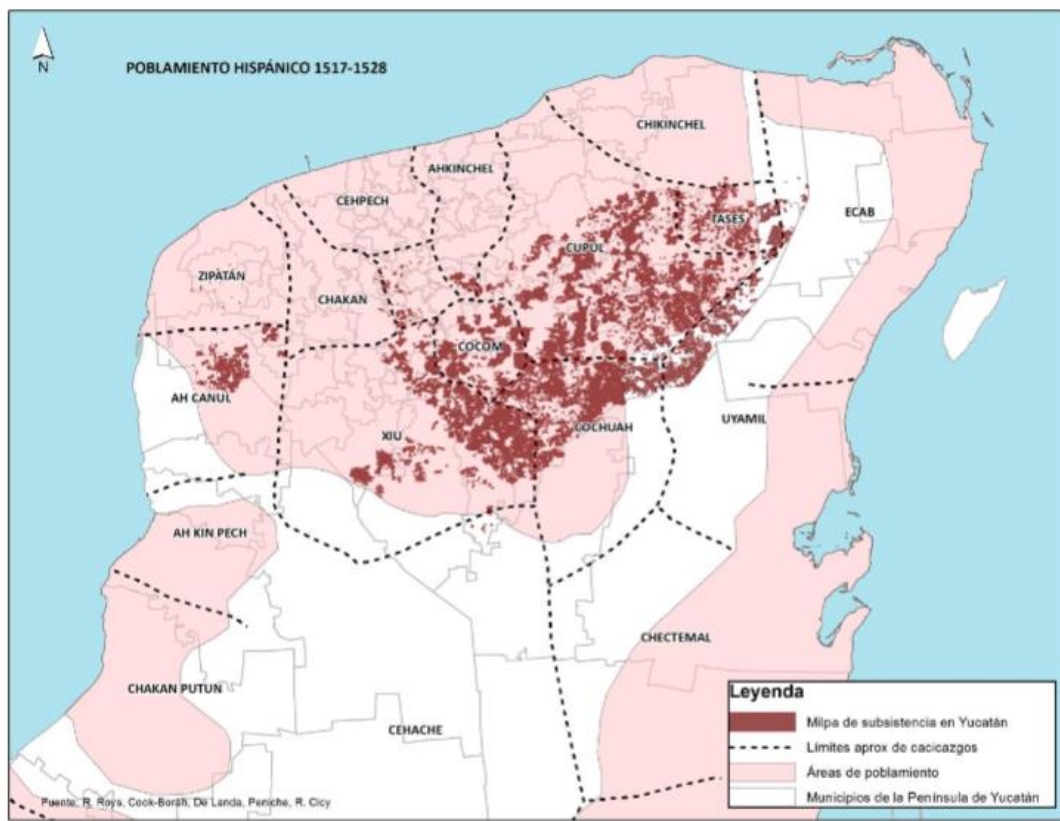 N
POBLAMIENTO HISPÁNICO 1517-1528
CHIKINCHEL
AHKINCHEL
CEHPECH
TASES
ECAB
CUPUL
ZIPÀTÁN
CHAKAN
COCOM
AH CANUL
UYAMIL
COCHUAH
XIU
AH KIN PECH
CHECTEMAL
CHAKAN PUTUN
CEHACHE
Leyenda
Milpa de subsistencia en Yucatán
Límites aprox de cacicazgos
Áreas de poblamiento
Municipios de la Península de Yucatán
Fuente: R. Roys, Cook-Borah, De Landa, Peniche, R. Cicy